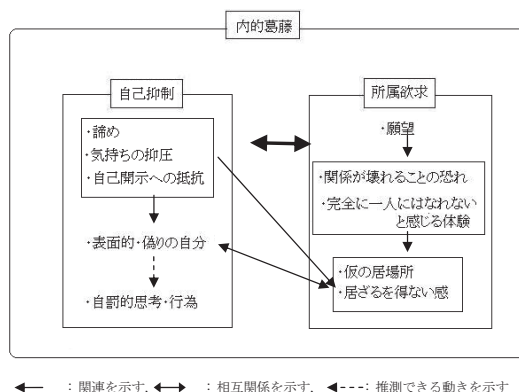 内的葛藤
自己抑制
・諦め
・気持ちの抑圧
・自己開示への抵抗
・表面的・偽りの自分
・自罰的思考・行為
所属欲求
・願望
・関係が壊れることの恐れ
・完全に一人にはなれない
と感じる体験
・仮の居場所
・居ざるを得ない感
：関連を示す, ：相互関係を示す, ：推測できる動きを示す